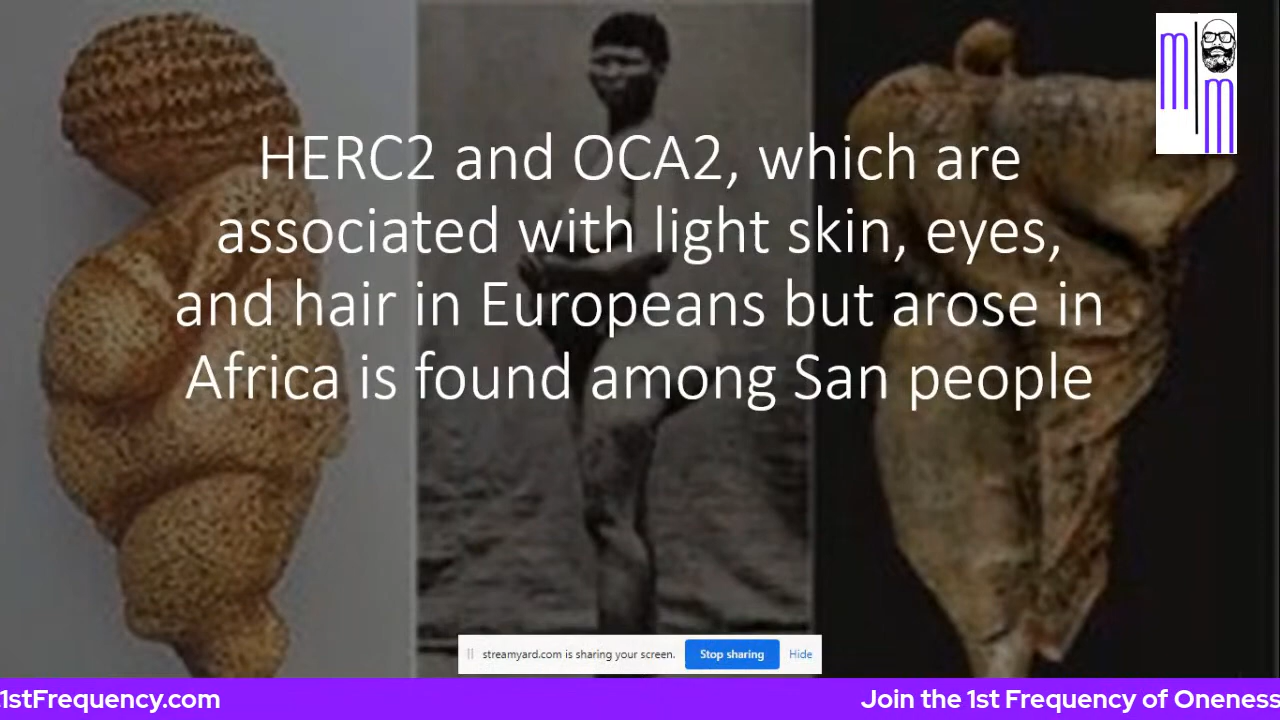 HERC2 and OCA2, which are
associated with light skin, eyes,
and hair in Europeans but arose in
Africa is found among San people
m
m
streamyard.com is sharing your screen.
Stop sharing
Hide
1stFrequency.com
Join the 1st Frequency of Oneness